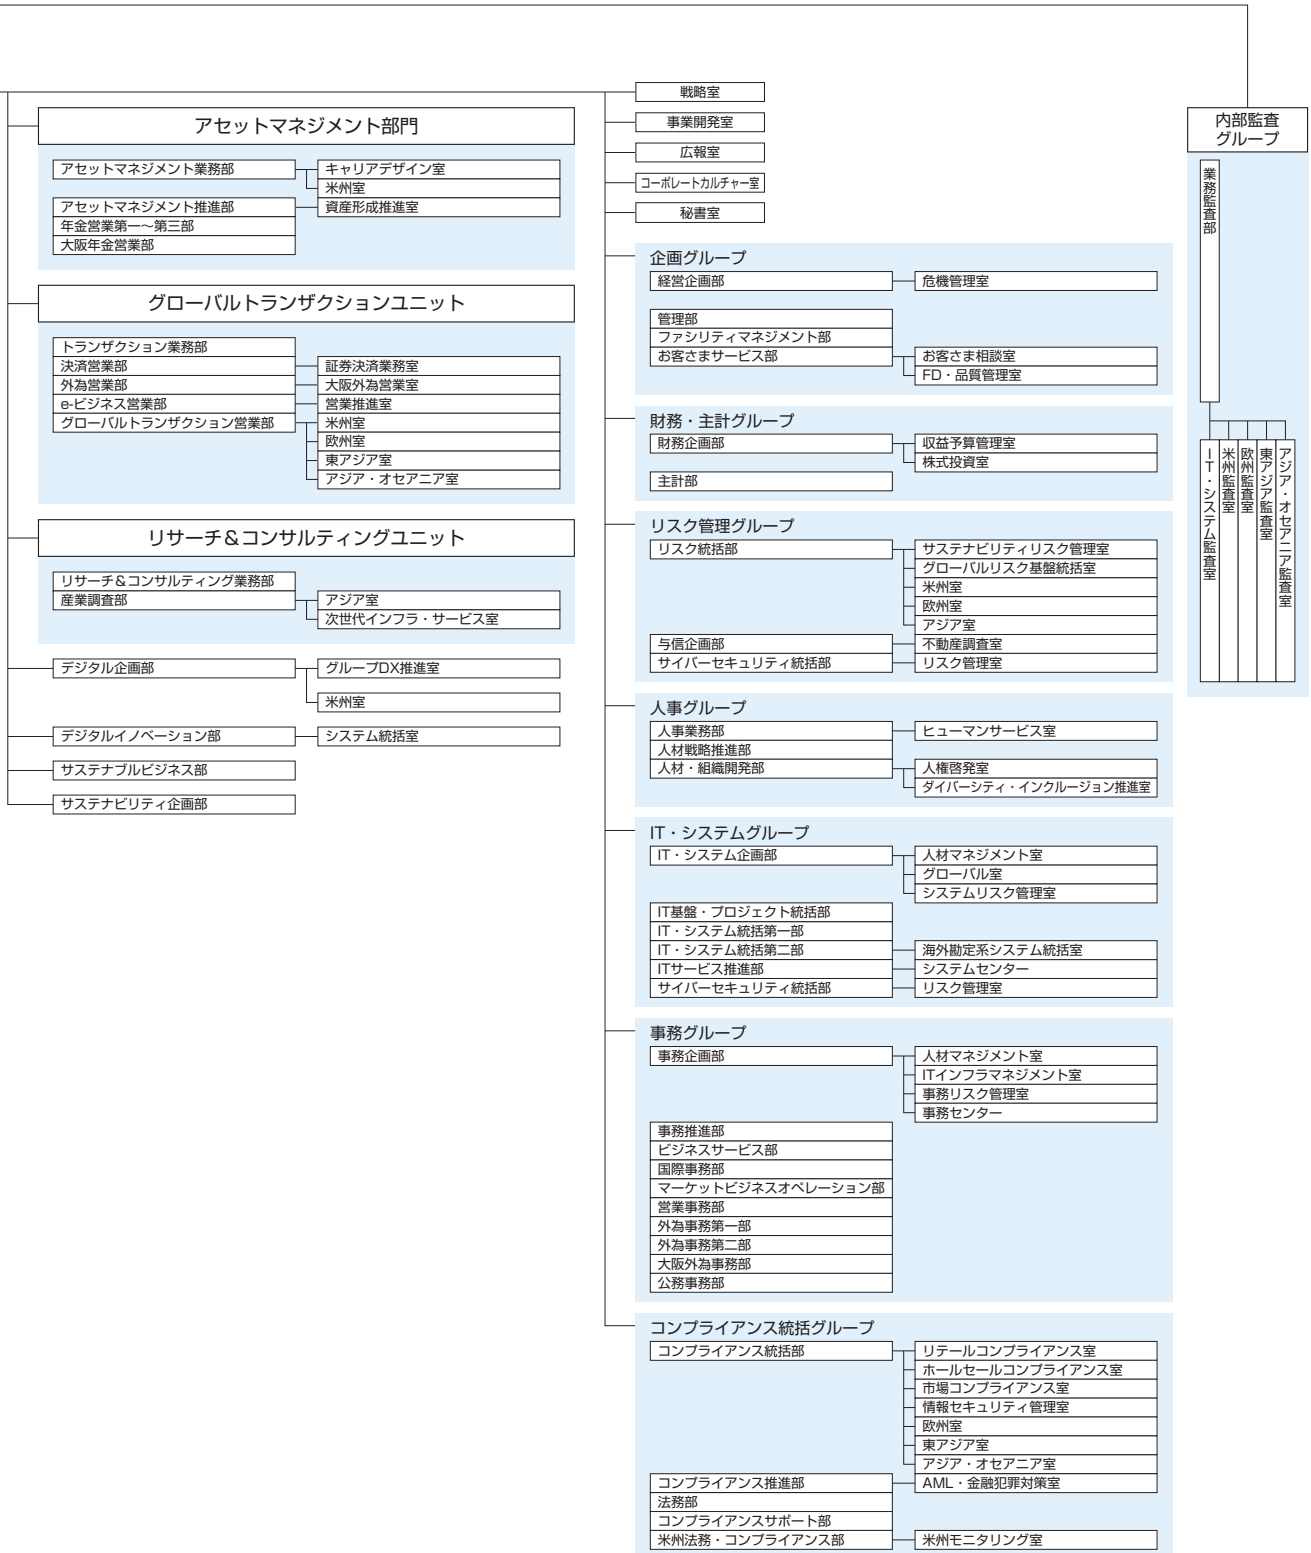 アセットマネジメント部門
アセットマネジメント業務部
キャリアデザイン室
米州室
アセットマネジメント推進部
資産形成推進室
年金営業第一〜第三部
大阪年金営業部
グローバルトランザクションユニット
トランザクション業務部
決済営業部
証券決済業務室
外為営業部
大阪外為営業室
e-ビジネス営業部
営業推進室
グローバルトランザクション営業部
米州室
欧州室
東アジア室
アジア・オセアニア室
リサーチ&コンサルティングユニット
リサーチ&コンサルティング業務部
産業調査部
アジア室
次世代インフラ・サービス室
デジタル企画部
グループDX推進室
米州室
デジタルイノベーション部
システム統括室
サステナブルビジネス部
サステナビリティ企画部
戦略室
事業開発室
広報室
コーポレートカルチャー室
秘書室
企画グループ
経営企画部
危機管理室
管理部
ファシリティマネジメント部
お客さまサービス部
お客さま相談室
FD・品質管理室
財務・主計グループ
財務企画部
収益予算管理室
株式投資室
主計部
リスク管理グループ
リスク統括部
サステナビリティリスク管理室
グローバルリスク基盤統括室
米州室
欧州室
アジア室
与信企画部
不動産調査室
サイバーセキュリティ統括部
リスク管理室
人事グループ
人事業務部
ヒューマンサービス室
人材戦略推進部
人材・組織開発部
人権啓発室
ダイバーシティ・インクルージョン推進室
IT・システムグループ
IT・システム企画部
人材マネジメント室
グローバル室
システムリスク管理室
IT基盤・プロジェクト統括部
IT・システム統括第一部
IT・システム統括第二部
海外勘定系システム統括室
ITサービス推進部
システムセンター
サイバーセキュリティ統括部
リスク管理室
事務グループ
事務企画部
人材マネジメント室
ITインフラマネジメント室
事務リスク管理室
事務センター
事務推進部
ビジネスサービス部
国際事務部
マーケットビジネスオペレーション部
営業事務部
外為事務第一部
外為事務第二部
大阪外為事務部
公務事務部
コンプライアンス統括グループ
コンプライアンス統括部
リテールコンプライアンス室
ホールセールコンプライアンス室
市場コンプライアンス室
情報セキュリティ管理室
欧州室
東アジア室
アジア・オセアニア室
コンプライアンス推進部
AML・金融犯罪対策室
法務部
コンプライアンスサポート部
米州法務・コンプライアンス部
米州モニタリング室
内部監査
グループ
業務監査部
IT・システム監査室
米州監査室
欧州監査室
東アジア監査室
アジア・オセアニア監査室